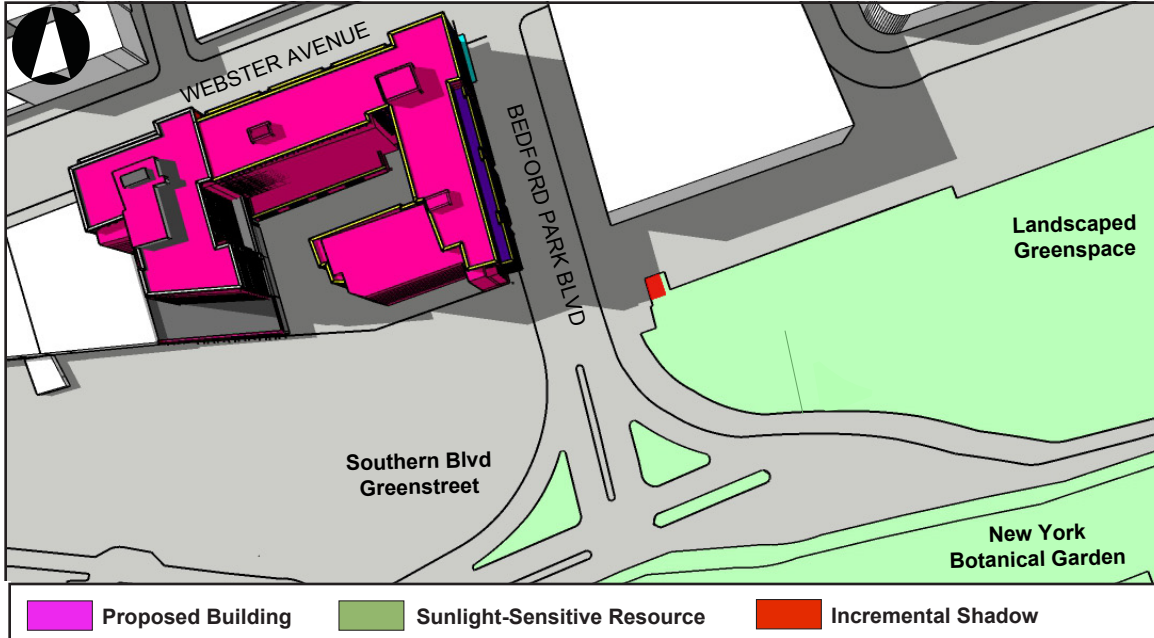 WEBSTER AVENUE
BEDFORD PARK BLVD
Landscaped
Greenspace
Southern Blvd
Greenstreet
New York
Botanical Garden
Proposed Building
Sunlight-Sensitive Resource
Incremental Shadow